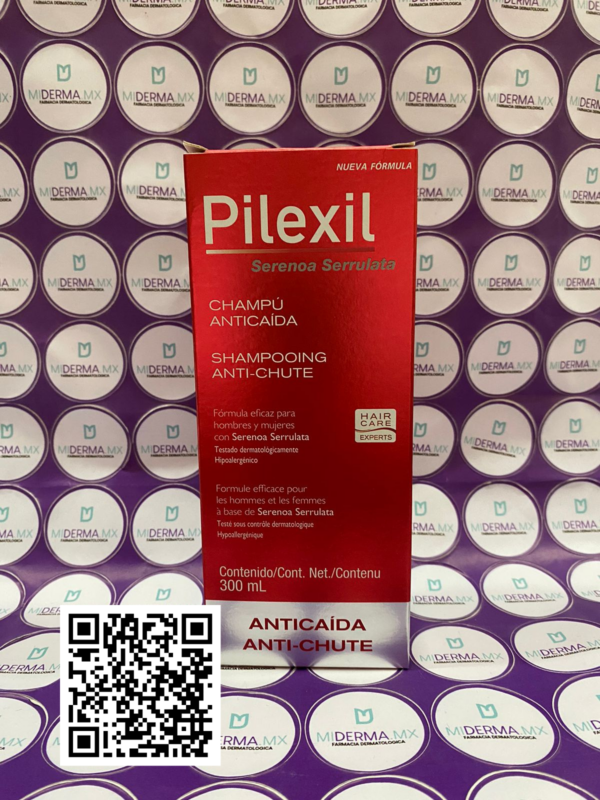 NUEVA FÓRMULA
Pilexil
Serenoa Serrulata
CHAMPÚ
ANTICAÍDA
SHAMPOOING
ANTI-CHUTE
Fórmula eficaz para
hombres y mujeres
con Serenoa Serrulata
Testado dermatológicamente
Hipoalergénico
HAIR
CARE
EXPERTS
Formule efficace pour
les hommes et les femmes
à base de Serenoa Serrulata
Testé sous contrôle dermatologique
Hypoallergénique
Contenido/Cont. Net./Contenu
300 mL
ANTICAÍDA
ANTI-CHUTE
MIDERMA.MX
FARMACIA DERMATOLOGICA